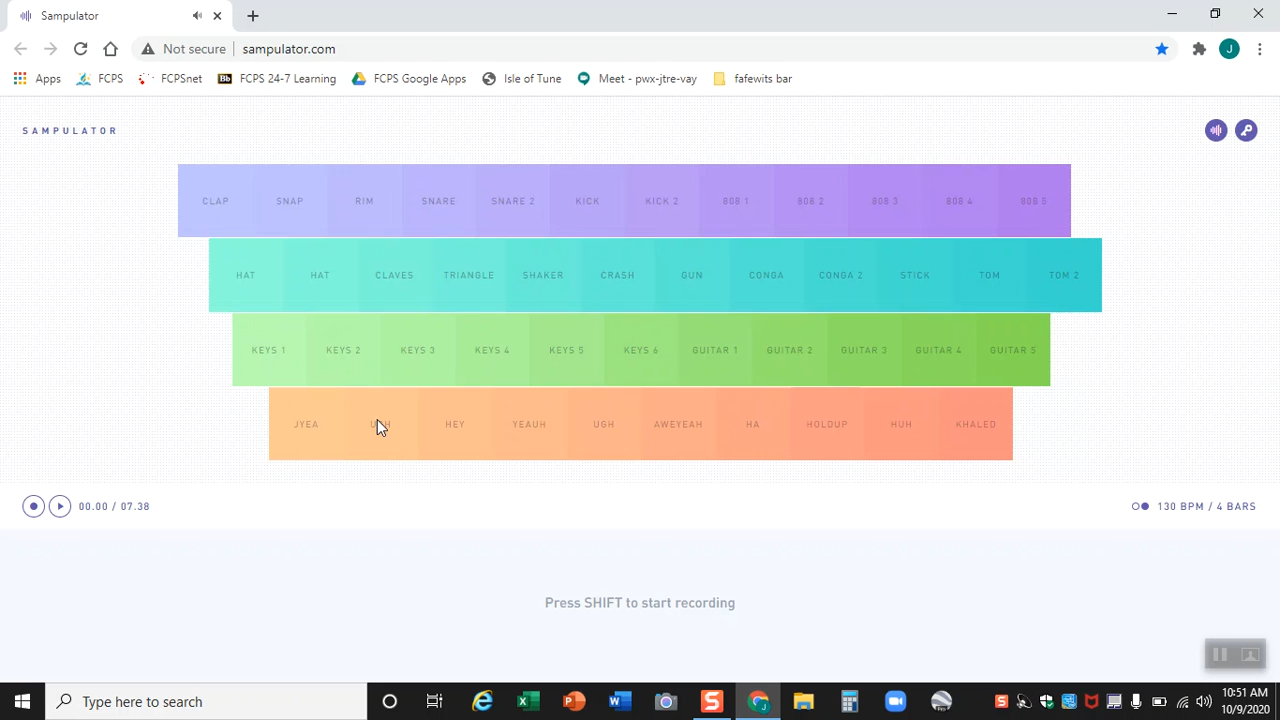 Sampulator
Not secure sampulator.com
Apps FCPS FCPSnet Bb FCPS 24-7 Learning FCPS Google Apps Isle of Tune Meet - pwx-jtre-vay fafewits bar
J
SAMPULATOR
CLAP SNAP RIM SNARE SNARE 2 KICK KICK 2 808 1 808 2 808 3 808 4 808 5
HAT HAT CLAVES TRIANGLE SHAKER CRASH GUN CONGA CONGA 2 STICK TOM TOM 2
KEYS 1 KEYS 2 KEYS 3 KEYS 4 KEYS 5 KEYS 6 GUITAR 1 GUITAR 2 GUITAR 3 GUITAR 4 GUITAR 5
JYEA HEY YEAUH UGH AWEYEAH HA HOLDUP HUH KHALED
00.00 / 07.38 130 BPM / 4 BARS
Press SHIFT to start recording
Type here to search
10:51 AM
10/9/2020